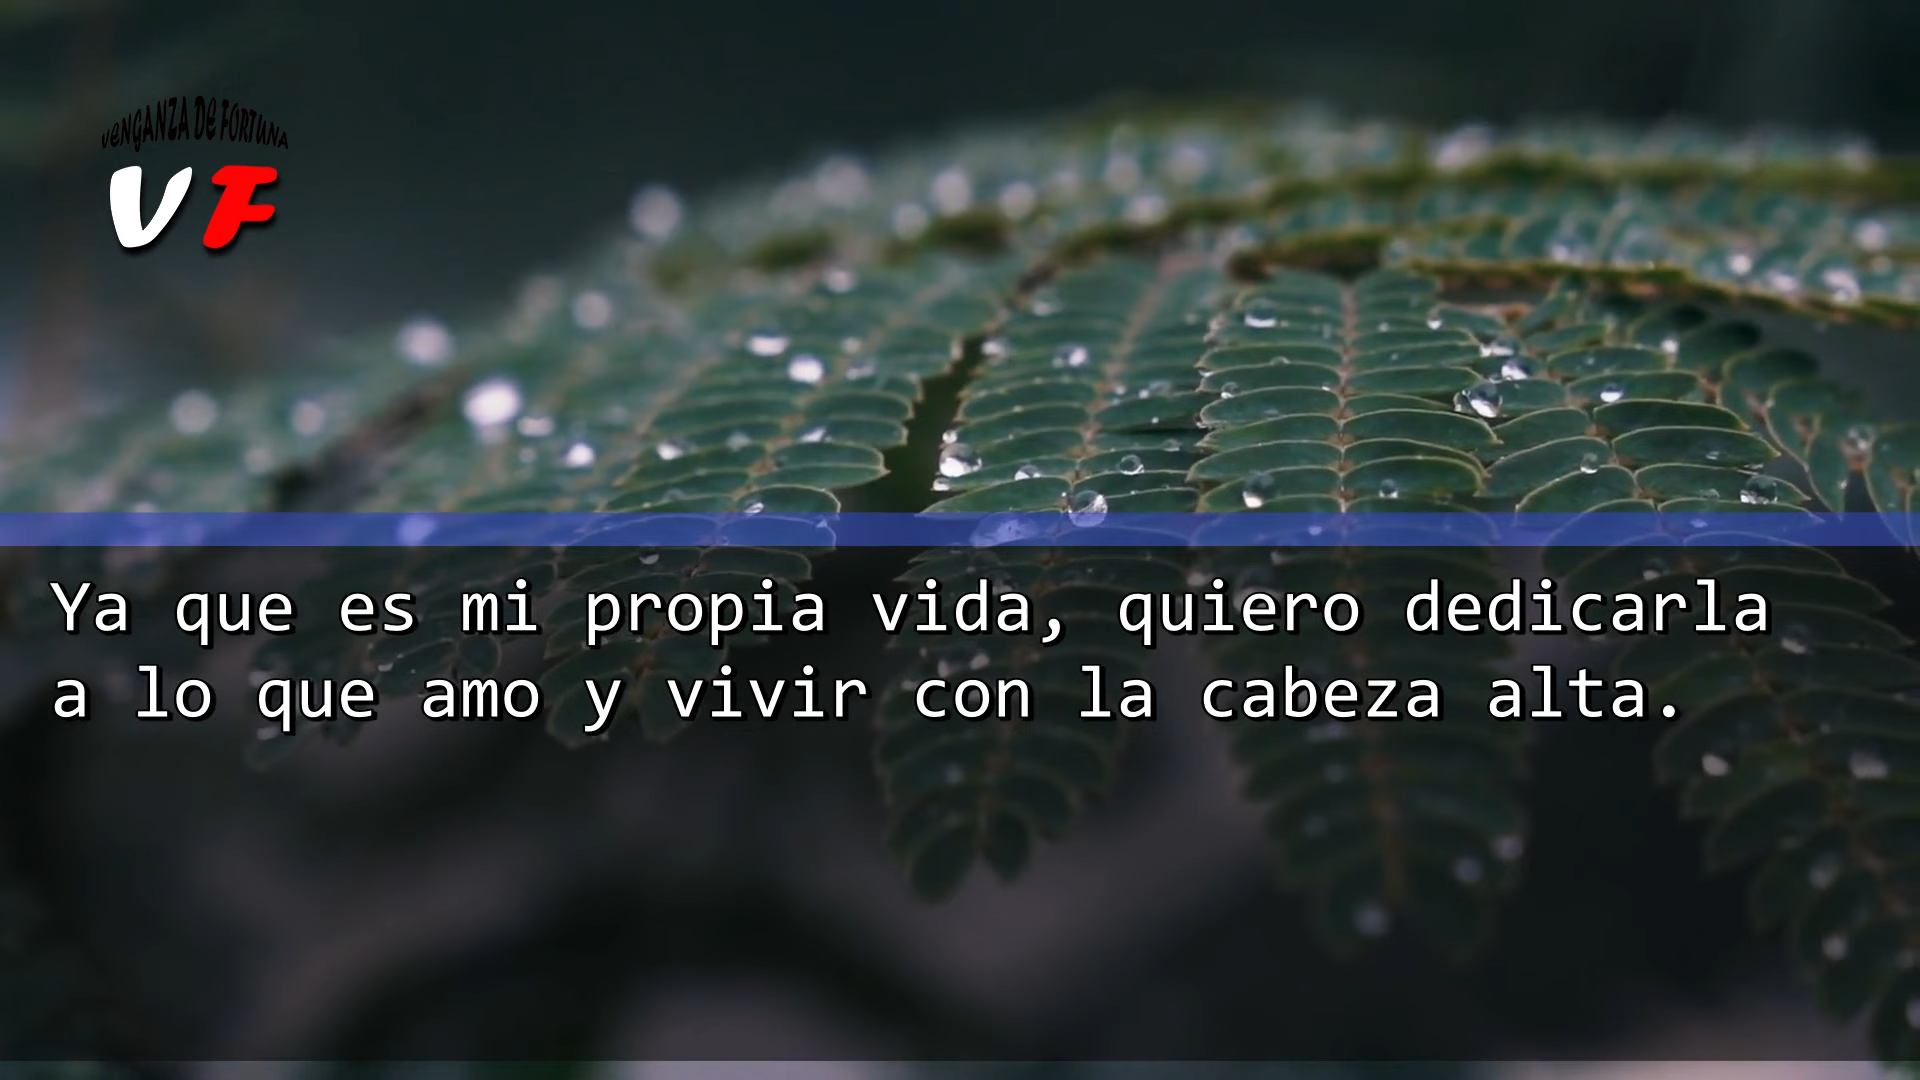 VENGANZA DE FORTUNA
VF
Ya que es mi propia vida, quiero dedicarla
a lo que amo y vivir con la cabeza alta.